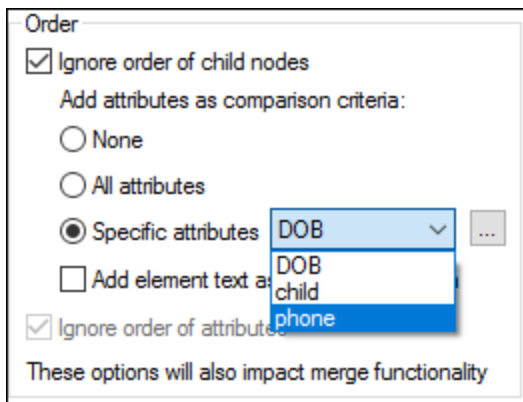 Order
Ignore order of child nodes
Add attributes as comparison criteria:
None
All attributes
Specific attributes DOB ...
DOB
Add element text as
child
Ignore order of attributes
phone
These options will also impact merge functionality